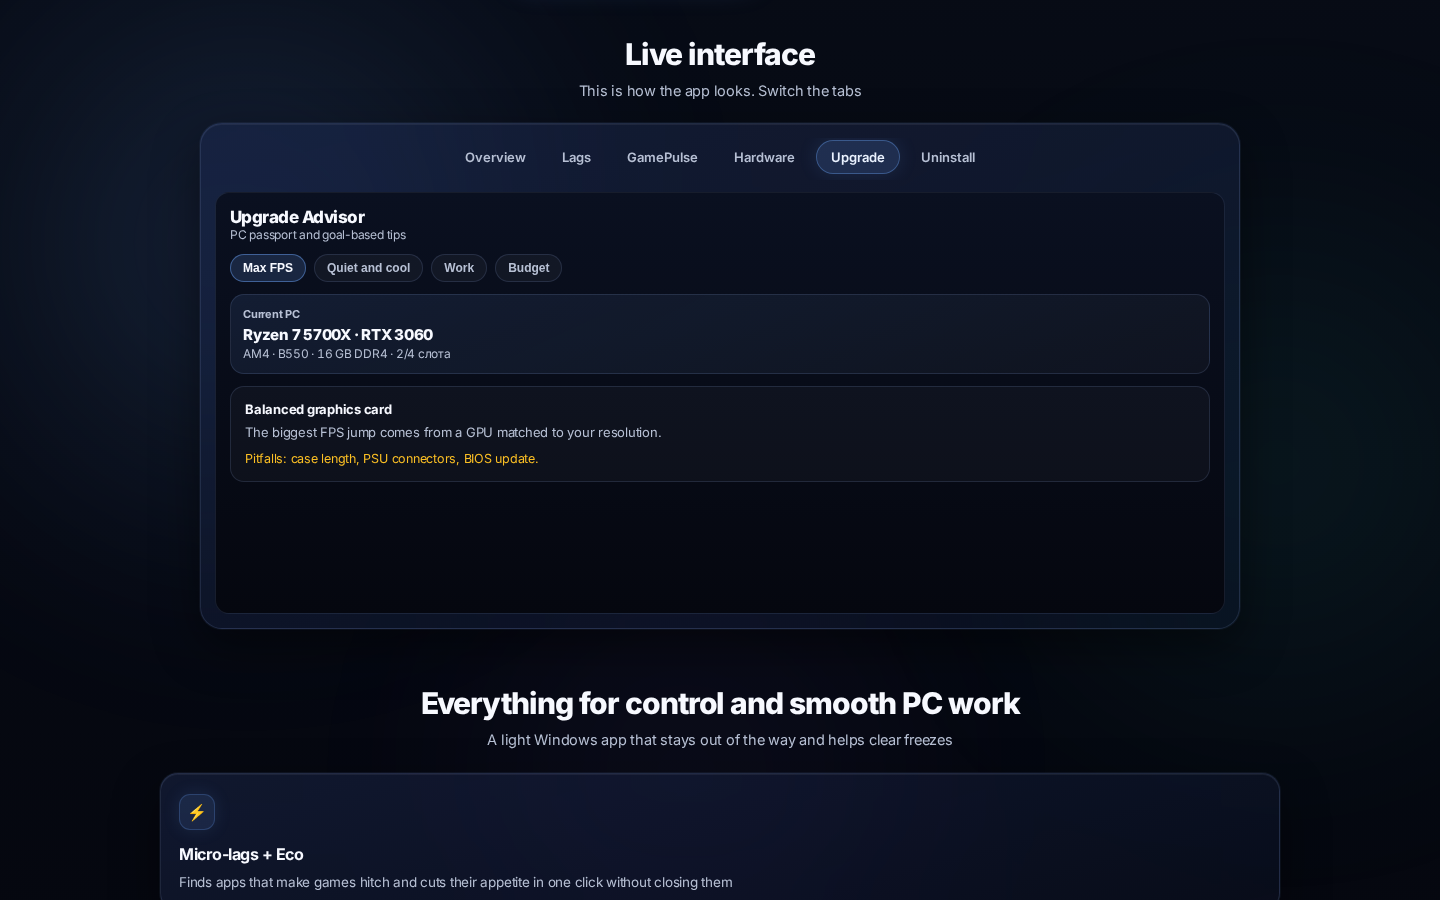 Live interface
This is how the app looks. Switch the tabs
Overview Lags GamePulse Hardware Upgrade Uninstall
Upgrade Advisor
PC passport and goal-based tips
Max FPS Quiet and cool Work Budget
Current PC
Ryzen 7 5700X · RTX 3060
AM4 · B550 · 16 GB DDR4 · 2/4 слота
Balanced graphics card
The biggest FPS jump comes from a GPU matched to your resolution.
Pitfalls: case length, PSU connectors, BIOS update.
Everything for control and smooth PC work
A light Windows app that stays out of the way and helps clear freezes
Micro-lags + Eco
Finds apps that make games hitch and cuts their appetite in one click without closing them